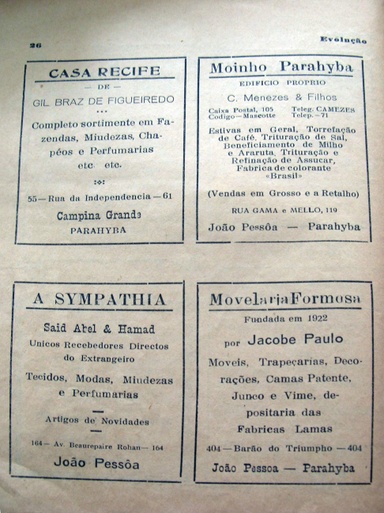 26
Evolução
CASA RECIFE
— DE —
GIL BRAZ DE FIGUEIREDO
Completo sortimente em Fa-
zendas, Miudezas, Cha-
péos e Perfumarias
etc. etc.
55 — Rua da Independencia — 61
Campina Grande
PARAHYBA
Moinho Parahyba
EDIFICIO PROPRIO
C. Menezes & Filhos
Caixa Postal, 105 Teleg. CAMEZES
Codigo—Mascotte Telep.—71
Estivas em Geral, Torrefação
de Café, Trituração de Sal,
Beneficiamento de Milho
e Araruta, Trituração e
Refinação de Assucar,
Fabrica de colorante
«Brasil»
(Vendas em Grosso e a Retalho)
RUA GAMA e MELLO, 119
João Pessôa — Parahyba
A SYMPATHIA
Said Abel & Hamad
Unicos Recebedores Directos
do Extrangeiro
Tecidos, Modas, Miudezas
e Perfumarias
Artigos de Novidades
164— Av Beaurepaire Rohan— 164
João Pessôa
Movelaria Formosa
Fundada em 1922
por Jacobe Paulo
Moveis, Trapeçarias, Deco-
rações, Camas Patente,
Junco e Vime, de-
positaria das
Fabricas Lamas
404—Barão do Triumpho—404
João Pessoa — Parahyba